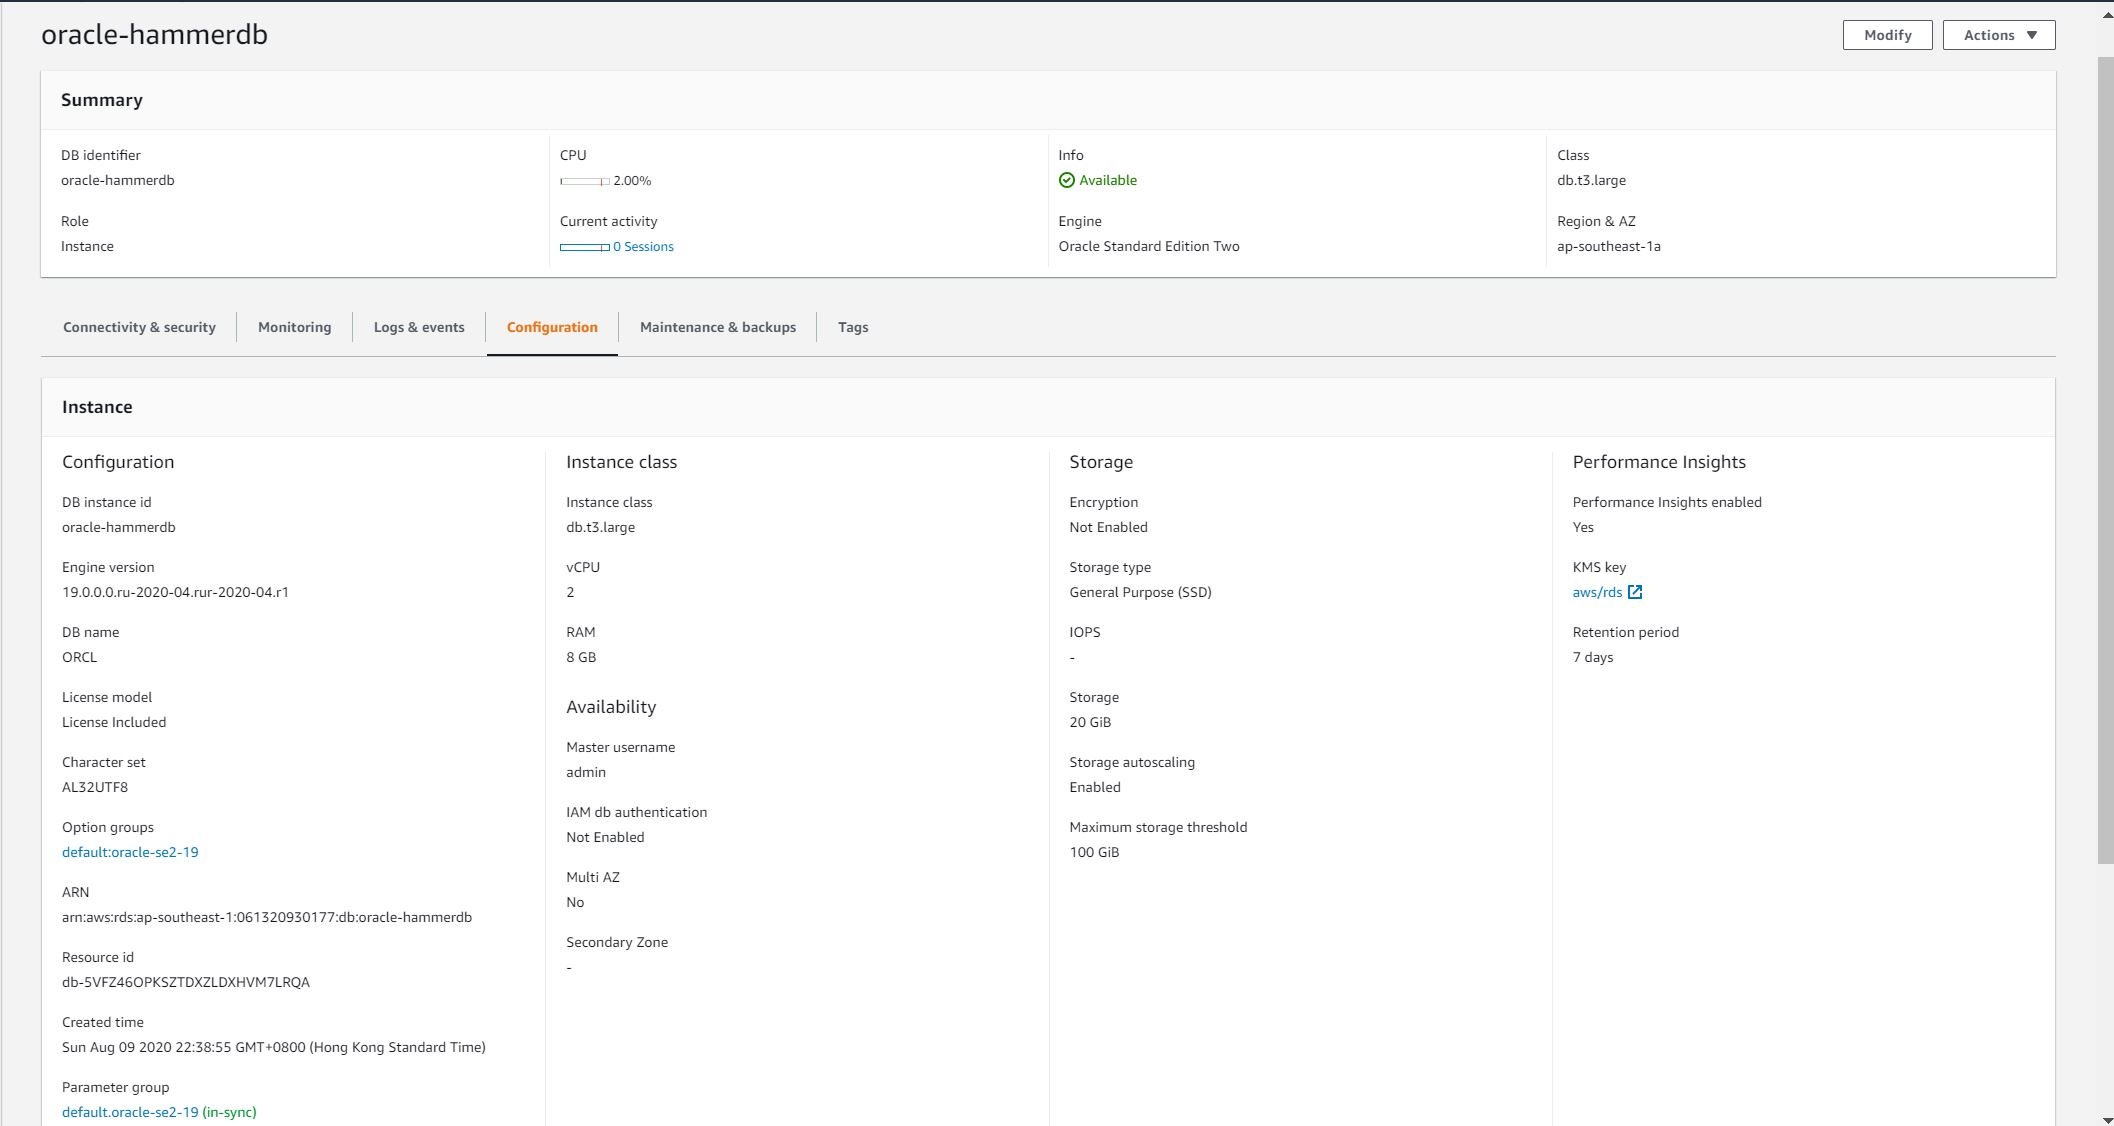 oracle-hammerdb
Modify
Actions
Summary
DB identifier
oracle-hammerdb
Role
Instance
CPU
2.00%
Current activity
0 Sessions
Info
Available
Engine
Oracle Standard Edition Two
Class
db.t3.large
Region & AZ
ap-southeast-1a
Connectivity & security
Monitoring
Logs & events
Configuration
Maintenance & backups
Tags
Instance
Configuration
DB instance id
oracle-hammerdb
Engine version
19.0.0.0.ru-2020-04.rur-2020-04.r1
DB name
ORCL
License model
License Included
Character set
AL32UTF8
Option groups
default:oracle-se2-19
ARN
arn:aws:rds:ap-southeast-1:061320930177:db:oracle-hammerdb
Resource id
db-5VFZ46OPKSZTDXZLDXHVM7LRQA
Created time
Sun Aug 09 2020 22:38:55 GMT+0800 (Hong Kong Standard Time)
Parameter group
default.oracle-se2-19 (in-sync)
Instance class
Instance class
db.t3.large
vCPU
2
RAM
8 GB
Availability
Master username
admin
IAM db authentication
Not Enabled
Multi AZ
No
Secondary Zone
-
Storage
Encryption
Not Enabled
Storage type
General Purpose (SSD)
IOPS
-
Storage
20 GiB
Storage autoscaling
Enabled
Maximum storage threshold
100 GiB
Performance Insights
Performance Insights enabled
Yes
KMS key
aws/rds
Retention period
7 days